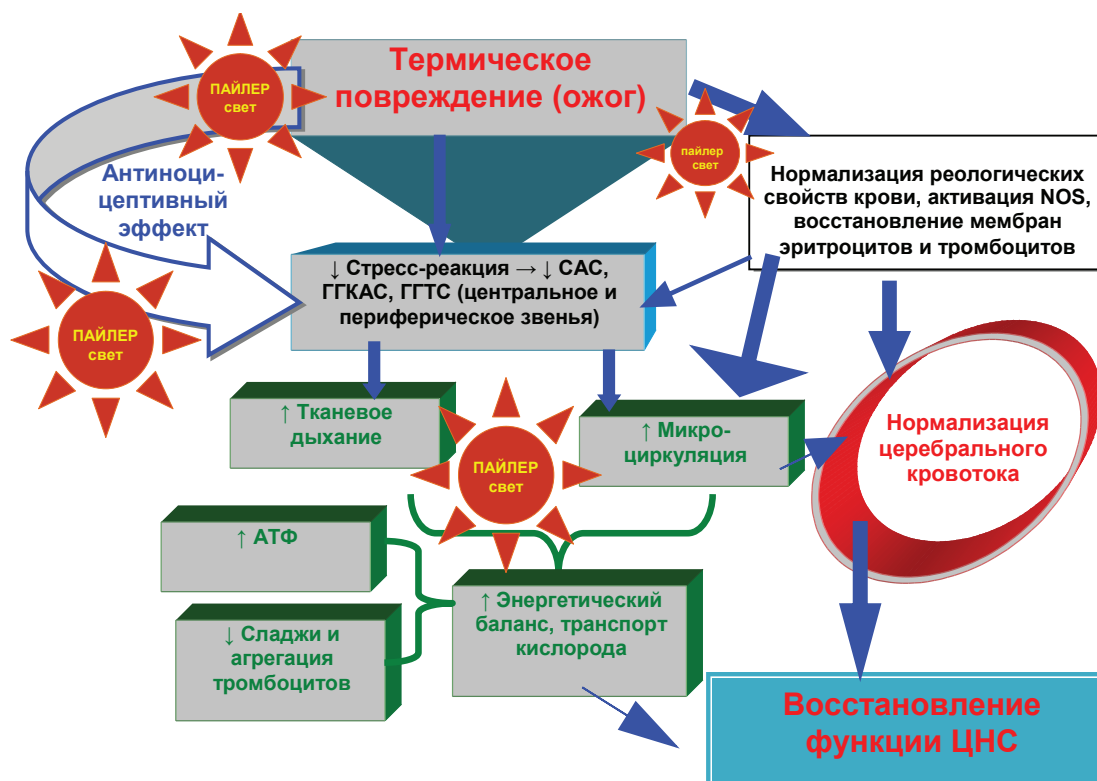 Термическое
повреждение (ожог)
ПАЙЛЕР
свет
пайлер
свет
Антиноци-
цептивный
эффект
Нормализация реологических
свойств крови, активация NOS,
восстановление мембран
эритроцитов и тромбоцитов
↓ Стресс-реакция → ↓ САС,
ГГКАС, ГГТС (центральное и
периферическое звенья)
ПАЙЛЕР
свет
↑ Тканевое
дыхание
ПАЙЛЕР
свет
↑ Микро-
циркуляция
Нормализация
церебрального
кровотока
↑ АТФ
↓ Сладжи и
агрегация
тромбоцитов
↑ Энергетический
баланс, транспорт
кислорода
Восстановление
функции ЦНС